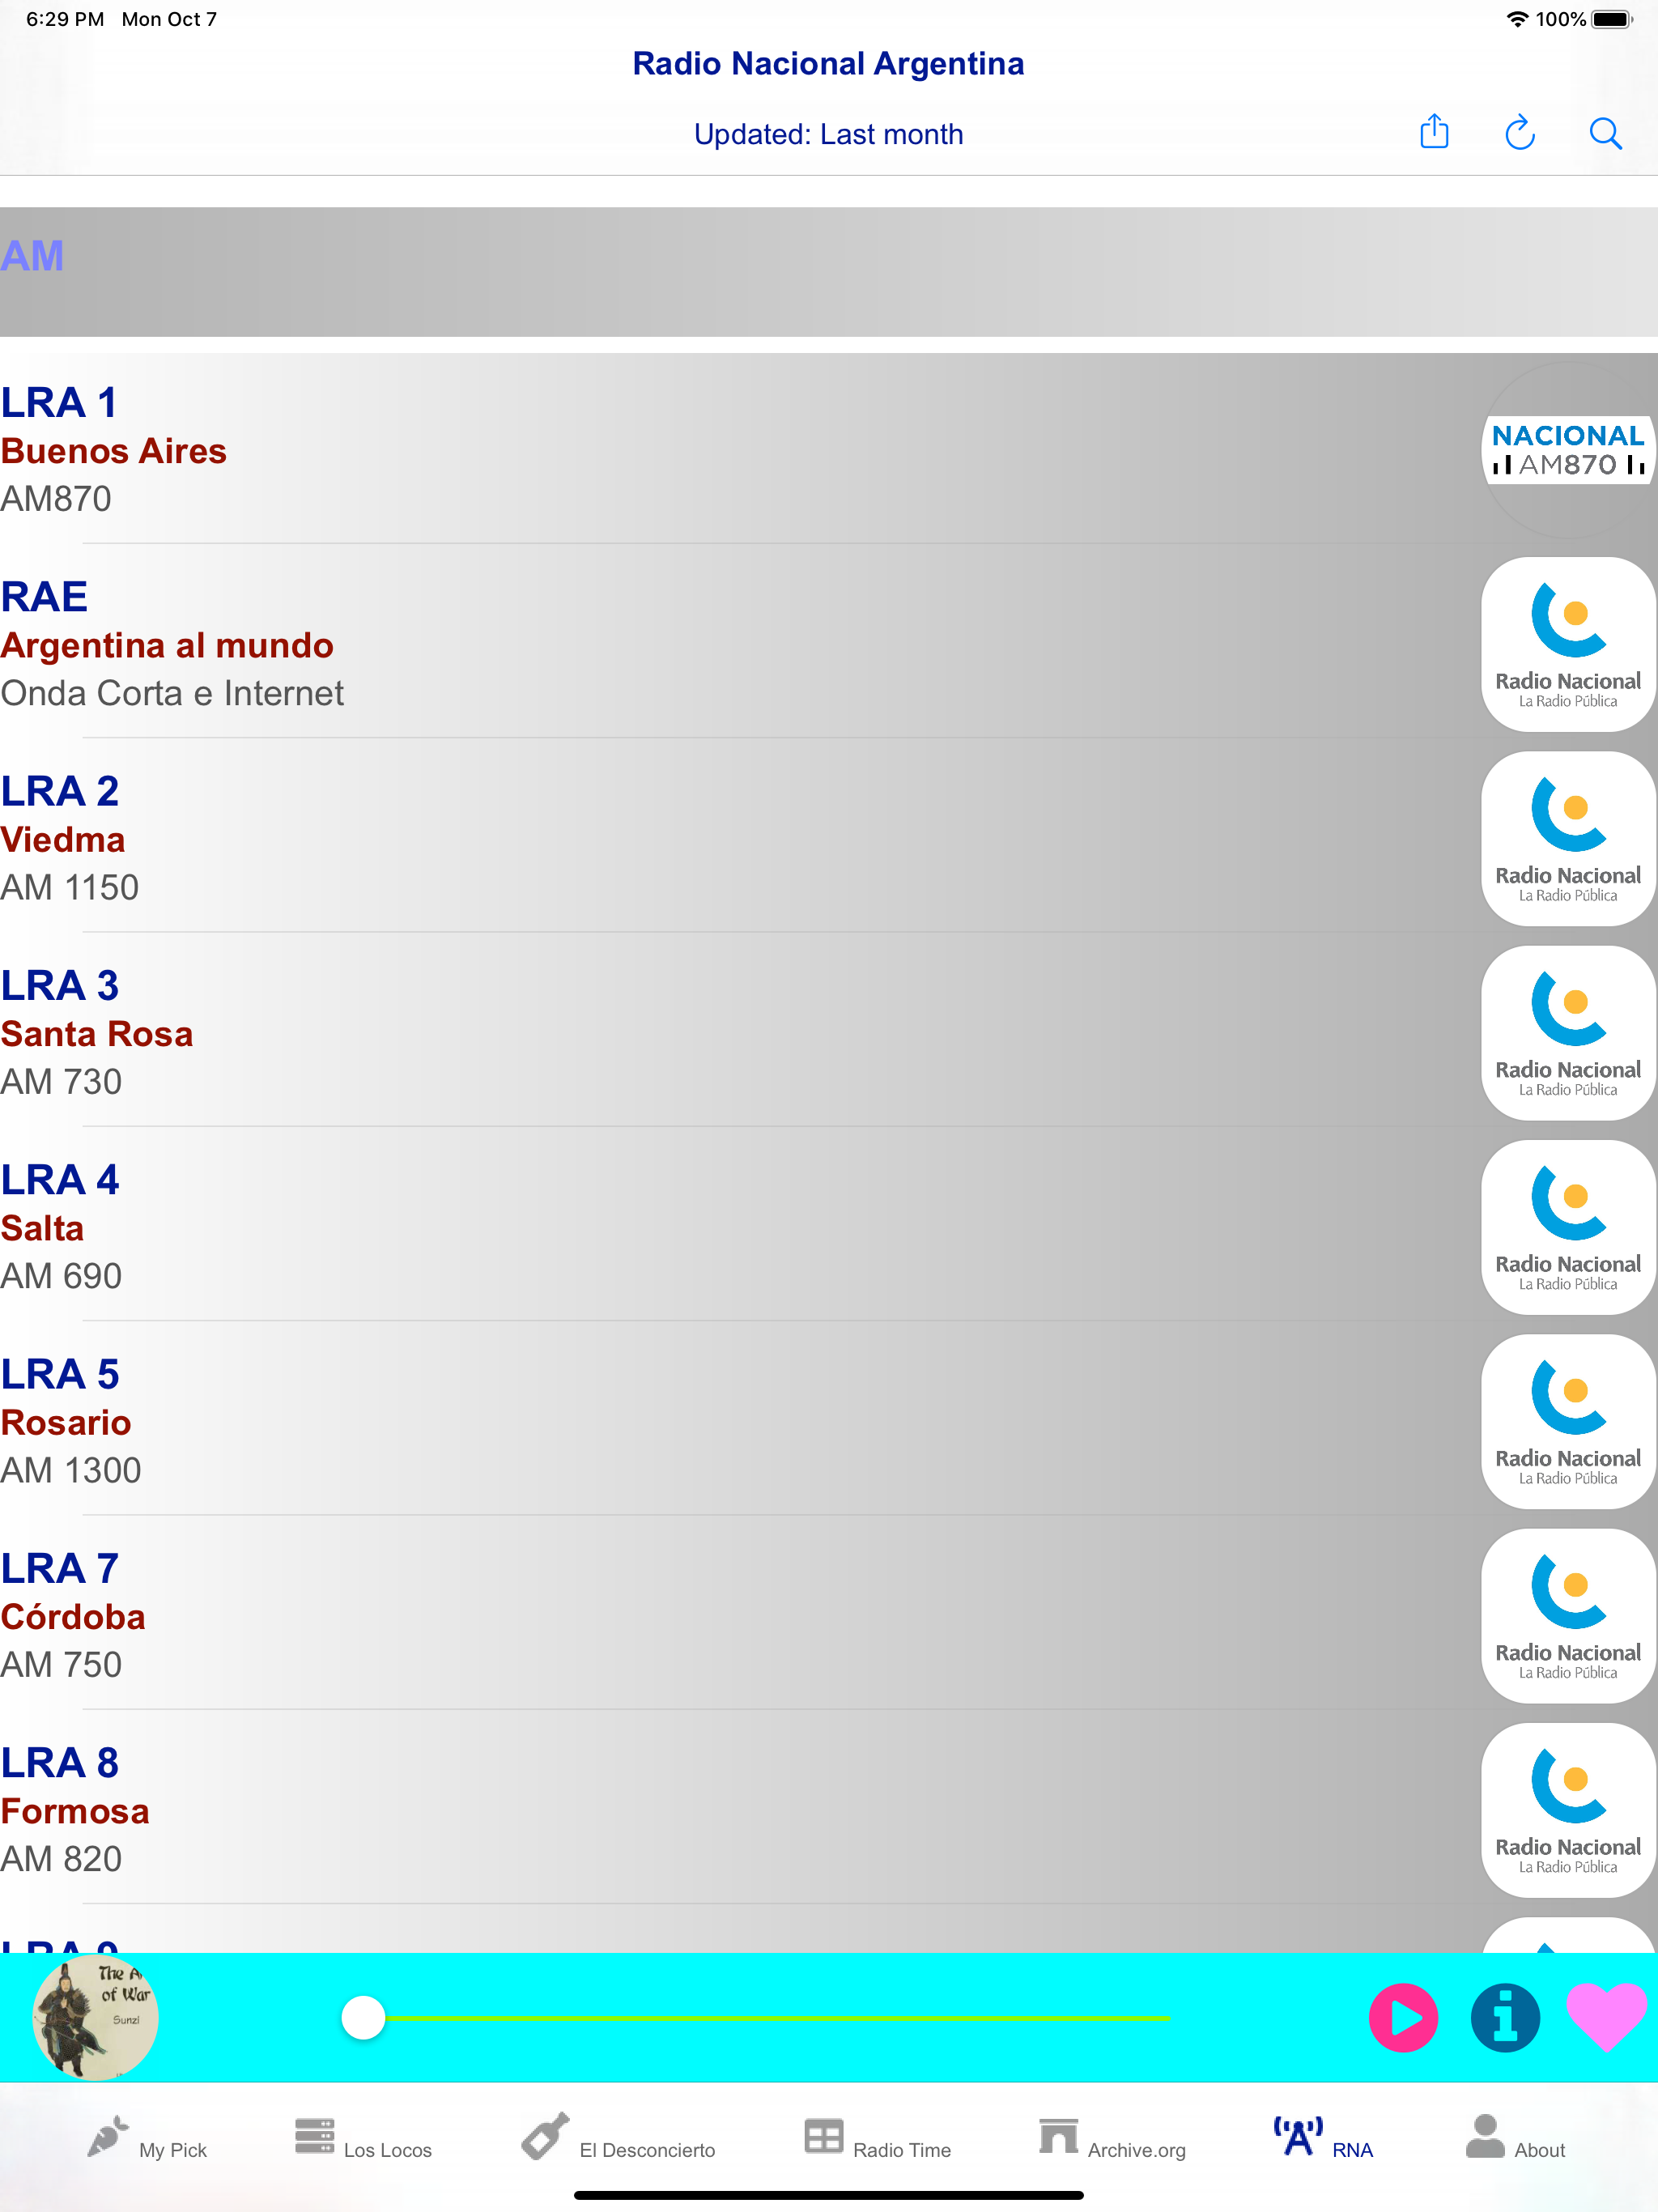 6:29 PM Mon Oct 7
100%
Radio Nacional Argentina
Updated: Last month
AM
LRA 1
Buenos Aires
AM870
NACIONAL
AM870
RAE
Argentina al mundo
Onda Corta e Internet
Radio Nacional
La Radio Pública
LRA 2
Viedma
AM 1150
Radio Nacional
La Radio Pública
LRA 3
Santa Rosa
AM 730
Radio Nacional
La Radio Pública
LRA 4
Salta
AM 690
Radio Nacional
La Radio Pública
LRA 5
Rosario
AM 1300
Radio Nacional
La Radio Pública
LRA 7
Córdoba
AM 750
Radio Nacional
La Radio Pública
LRA 8
Formosa
AM 820
Radio Nacional
La Radio Pública
LRA 9
The A
of War
Sunzi
My Pick
Los Locos
El Desconcierto
Radio Time
Archive.org
RNA
About